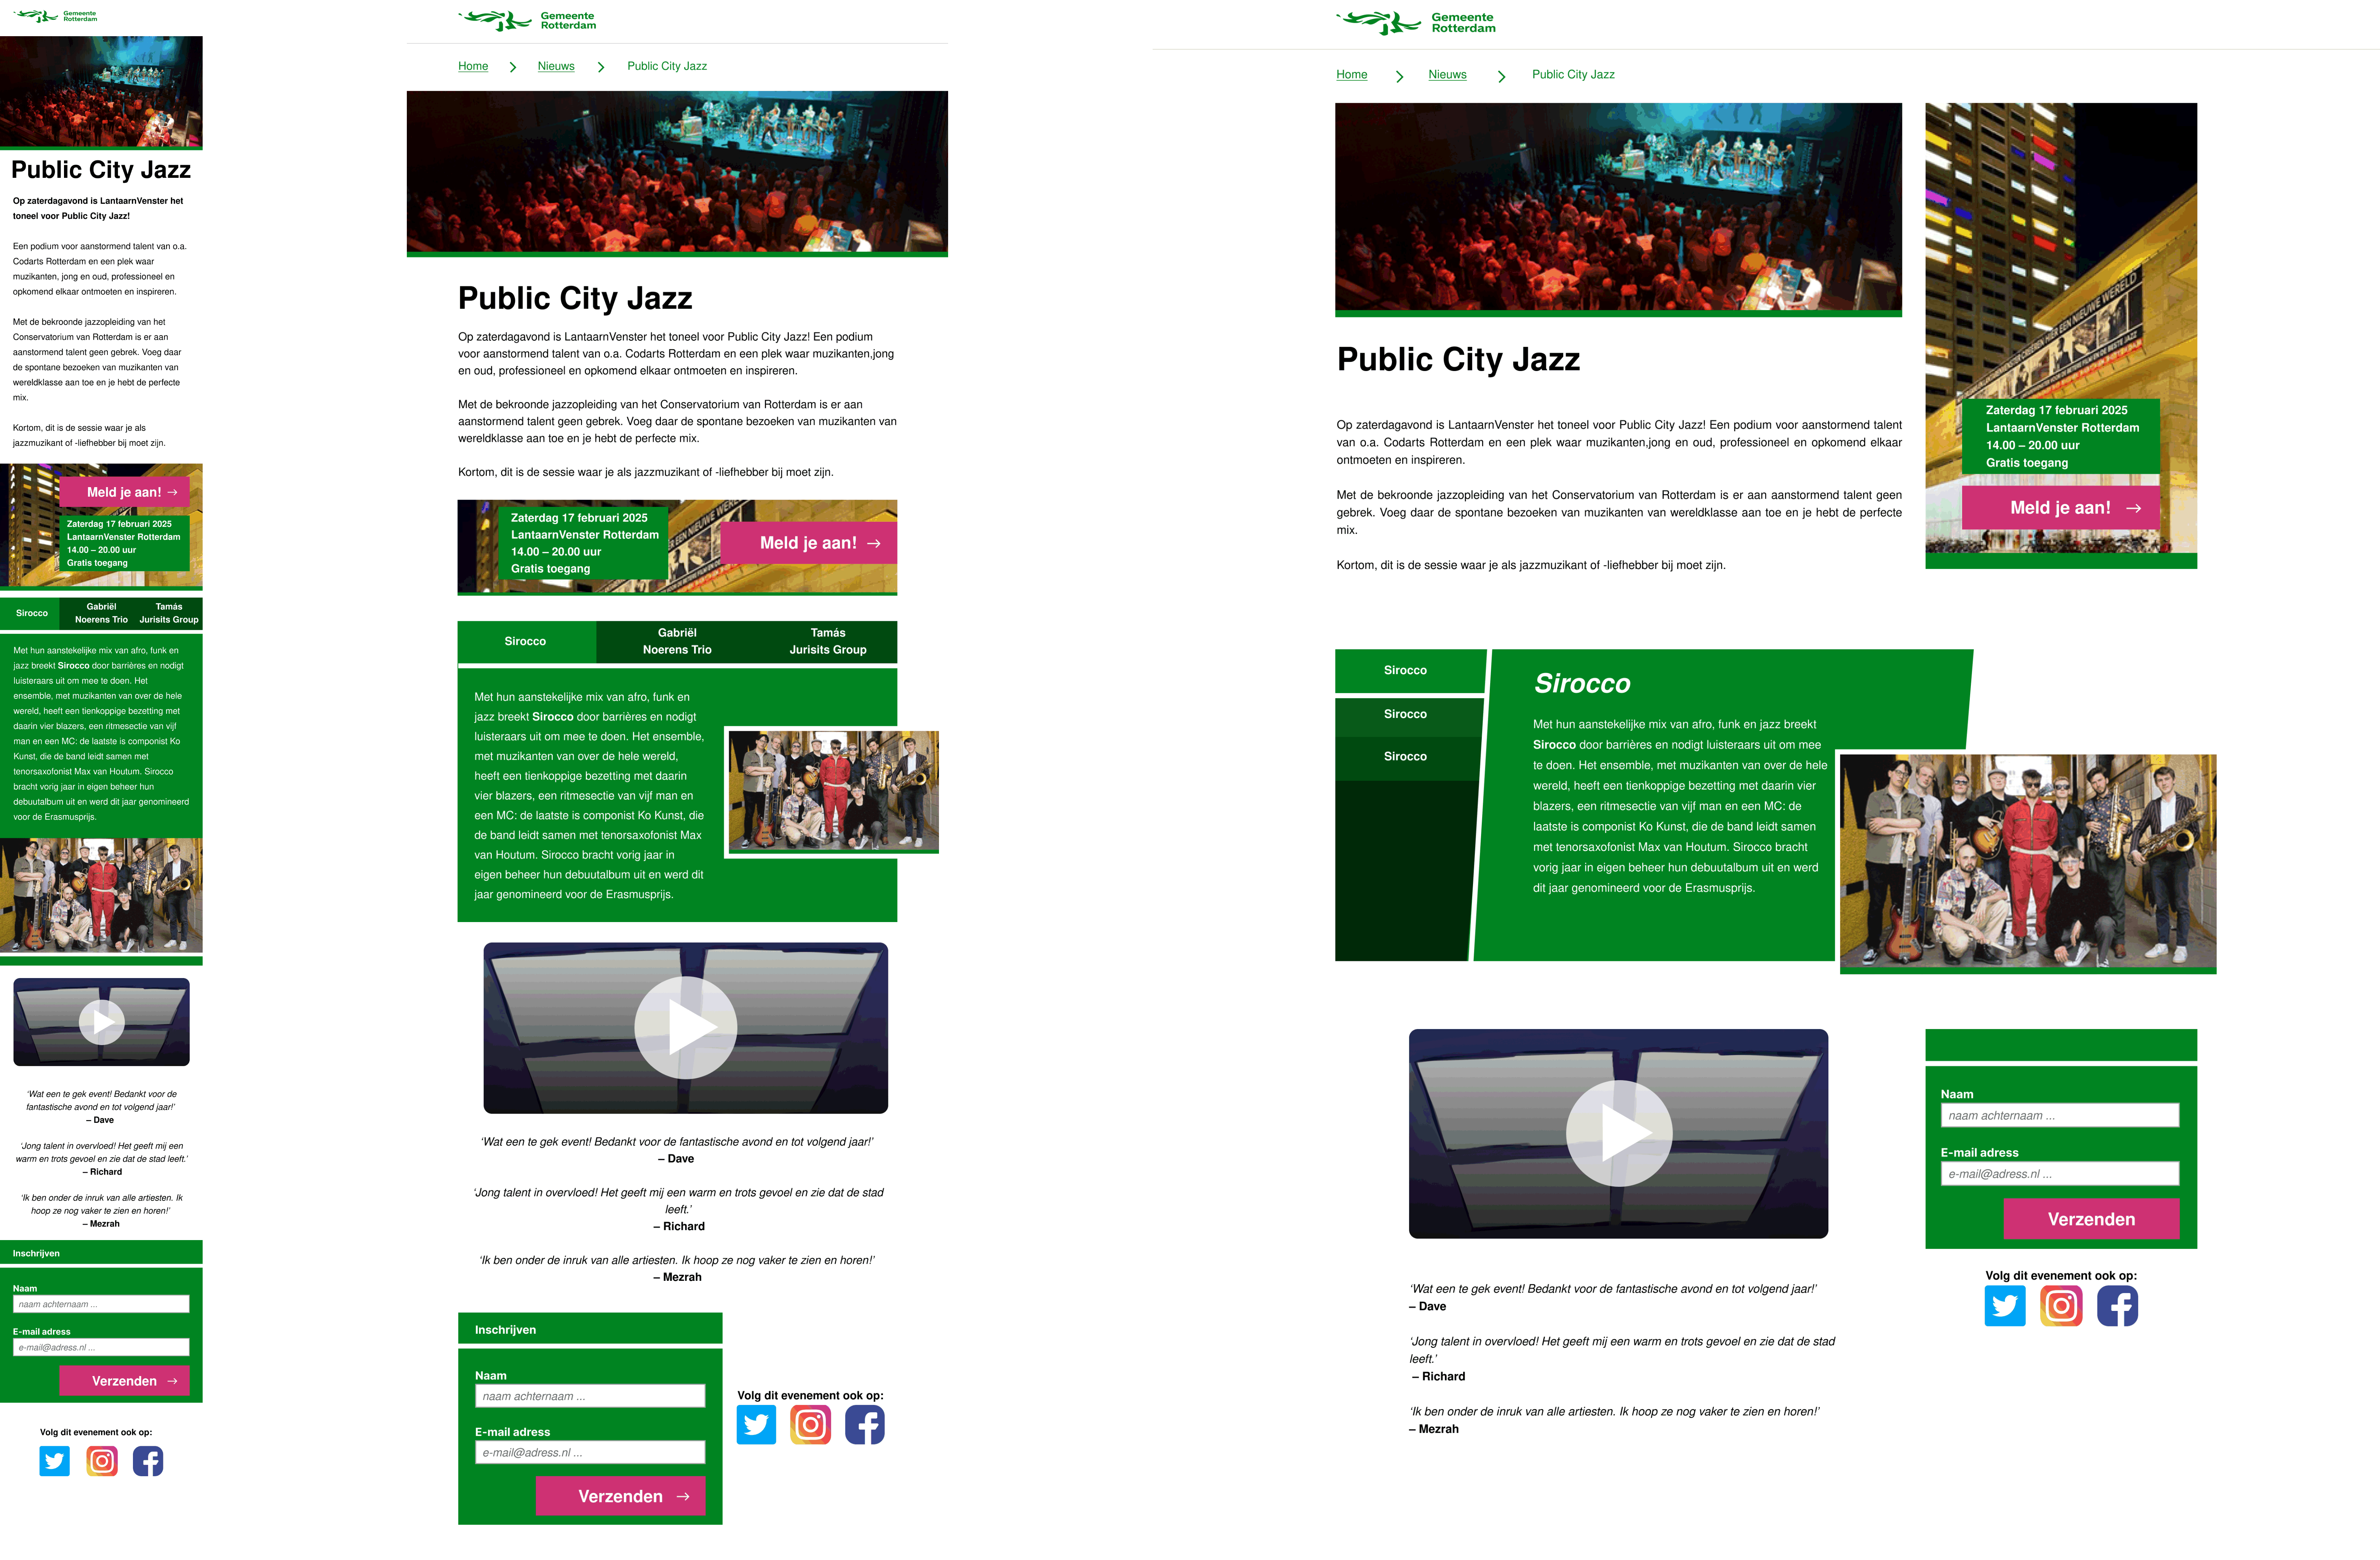 Gemeente
Rotterdam
Public City Jazz
Op zaterdagavond is LantaarnVenster het
toneel voor Public City Jazz!
Een podium voor aanstormend talent van o.a.
Codarts Rotterdam en een plek waar
muzikanten, jong en oud, professioneel en
opkomend elkaar ontmoeten en inspireren.
Met de bekroonde jazzopleiding van het
Conservatorium van Rotterdam is er aan
aanstormend talent geen gebrek. Voeg daar
de spontane bezoeken van muzikanten van
wereldklasse aan toe en je hebt de perfecte
mix.
Kortom, dit is de sessie waar je als
jazzmuzikant of -liefhebber bij moet zijn.
Meld je aan! →
Zaterdag 17 februari 2025
LantaarnVenster Rotterdam
14.00 – 20.00 uur
Gratis toegang
Sirocco
Gabriël
Noerens Trio
Tamás
Jurisits Group
Met hun aanstekelijke mix van afro, funk en
jazz breekt Sirocco door barrières en nodigt
luisteraars uit om mee te doen. Het
ensemble, met muzikanten van over de hele
wereld, heeft een tienkoppige bezetting met
daarin vier blazers, een ritmesectie van vijf
man en een MC: de laatste is componist Ko
Kunst, die de band leidt samen met
tenorsaxofonist Max van Houtum. Sirocco
bracht vorig jaar in eigen beheer hun
debuutalbum uit en werd dit jaar genomineerd
voor de Erasmusprijs.
‘Wat een te gek event! Bedankt voor de
fantastische avond en tot volgend jaar!’
– Dave
‘Jong talent in overvloed! Het geeft mij een
warm en trots gevoel en zie dat de stad leeft.’
– Richard
‘Ik ben onder de inruk van alle artiesten. Ik
hoop ze nog vaker te zien en horen!’
– Mezrah
Inschrijven
Naam
naam achternaam ...
E-mail adress
e-mail@adress.nl ...
Verzenden →
Volg dit evenement ook op:
Gemeente
Rotterdam
Home > Nieuws > Public City Jazz
Public City Jazz
Op zaterdagavond is LantaarnVenster het toneel voor Public City Jazz! Een podium
voor aanstormend talent van o.a. Codarts Rotterdam en een plek waar muzikanten,jong
en oud, professioneel en opkomend elkaar ontmoeten en inspireren.
Met de bekroonde jazzopleiding van het Conservatorium van Rotterdam is er aan
aanstormend talent geen gebrek. Voeg daar de spontane bezoeken van muzikanten van
wereldklasse aan toe en je hebt de perfecte mix.
Kortom, dit is de sessie waar je als jazzmuzikant of -liefhebber bij moet zijn.
Zaterdag 17 februari 2025
LantaarnVenster Rotterdam
14.00 – 20.00 uur
Gratis toegang
ER EEN NIEUWE WERELD
Meld je aan! →
Sirocco
Gabriël
Noerens Trio
Tamás
Jurisits Group
Met hun aanstekelijke mix van afro, funk en
jazz breekt Sirocco door barrières en nodigt
luisteraars uit om mee te doen. Het ensemble,
met muzikanten van over de hele wereld,
heeft een tienkoppige bezetting met daarin
vier blazers, een ritmesectie van vijf man en
een MC: de laatste is componist Ko Kunst, die
de band leidt samen met tenorsaxofonist Max
van Houtum. Sirocco bracht vorig jaar in
eigen beheer hun debuutalbum uit en werd dit
jaar genomineerd voor de Erasmusprijs.
‘Wat een te gek event! Bedankt voor de fantastische avond en tot volgend jaar!’
– Dave
‘Jong talent in overvloed! Het geeft mij een warm en trots gevoel en zie dat de stad
leeft.’
– Richard
‘Ik ben onder de inruk van alle artiesten. Ik hoop ze nog vaker te zien en horen!’
– Mezrah
Inschrijven
Naam
naam achternaam ...
E-mail adress
e-mail@adress.nl ...
Verzenden →
Volg dit evenement ook op:
Gemeente
Rotterdam
Home > Nieuws > Public City Jazz
Public City Jazz
Op zaterdagavond is LantaarnVenster het toneel voor Public City Jazz! Een podium voor aanstormend talent
van o.a. Codarts Rotterdam en een plek waar muzikanten,jong en oud, professioneel en opkomend elkaar
ontmoeten en inspireren.
Met de bekroonde jazzopleiding van het Conservatorium van Rotterdam is er aan aanstormend talent geen
gebrek. Voeg daar de spontane bezoeken van muzikanten van wereldklasse aan toe en je hebt de perfecte
mix.
Kortom, dit is de sessie waar je als jazzmuzikant of -liefhebber bij moet zijn.
CREËREN HIER EEN NIEUWE WERELD
Zaterdag 17 februari 2025
LantaarnVenster Rotterdam
14.00 – 20.00 uur
Gratis toegang
Meld je aan! →
Sirocco
Sirocco
Sirocco
Sirocco
Met hun aanstekelijke mix van afro, funk en jazz breekt
Sirocco door barrières en nodigt luisteraars uit om mee
te doen. Het ensemble, met muzikanten van over de hele
wereld, heeft een tienkoppige bezetting met daarin vier
blazers, een ritmesectie van vijf man en een MC: de
laatste is componist Ko Kunst, die de band leidt samen
met tenorsaxofonist Max van Houtum. Sirocco bracht
vorig jaar in eigen beheer hun debuutalbum uit en werd
dit jaar genomineerd voor de Erasmusprijs.
‘Wat een te gek event! Bedankt voor de fantastische avond en tot volgend jaar!’
– Dave
‘Jong talent in overvloed! Het geeft mij een warm en trots gevoel en zie dat de stad
leeft.’
– Richard
‘Ik ben onder de inruk van alle artiesten. Ik hoop ze nog vaker te zien en horen!’
– Mezrah
Naam
naam achternaam ...
E-mail adress
e-mail@adress.nl ...
Verzenden
Volg dit evenement ook op: